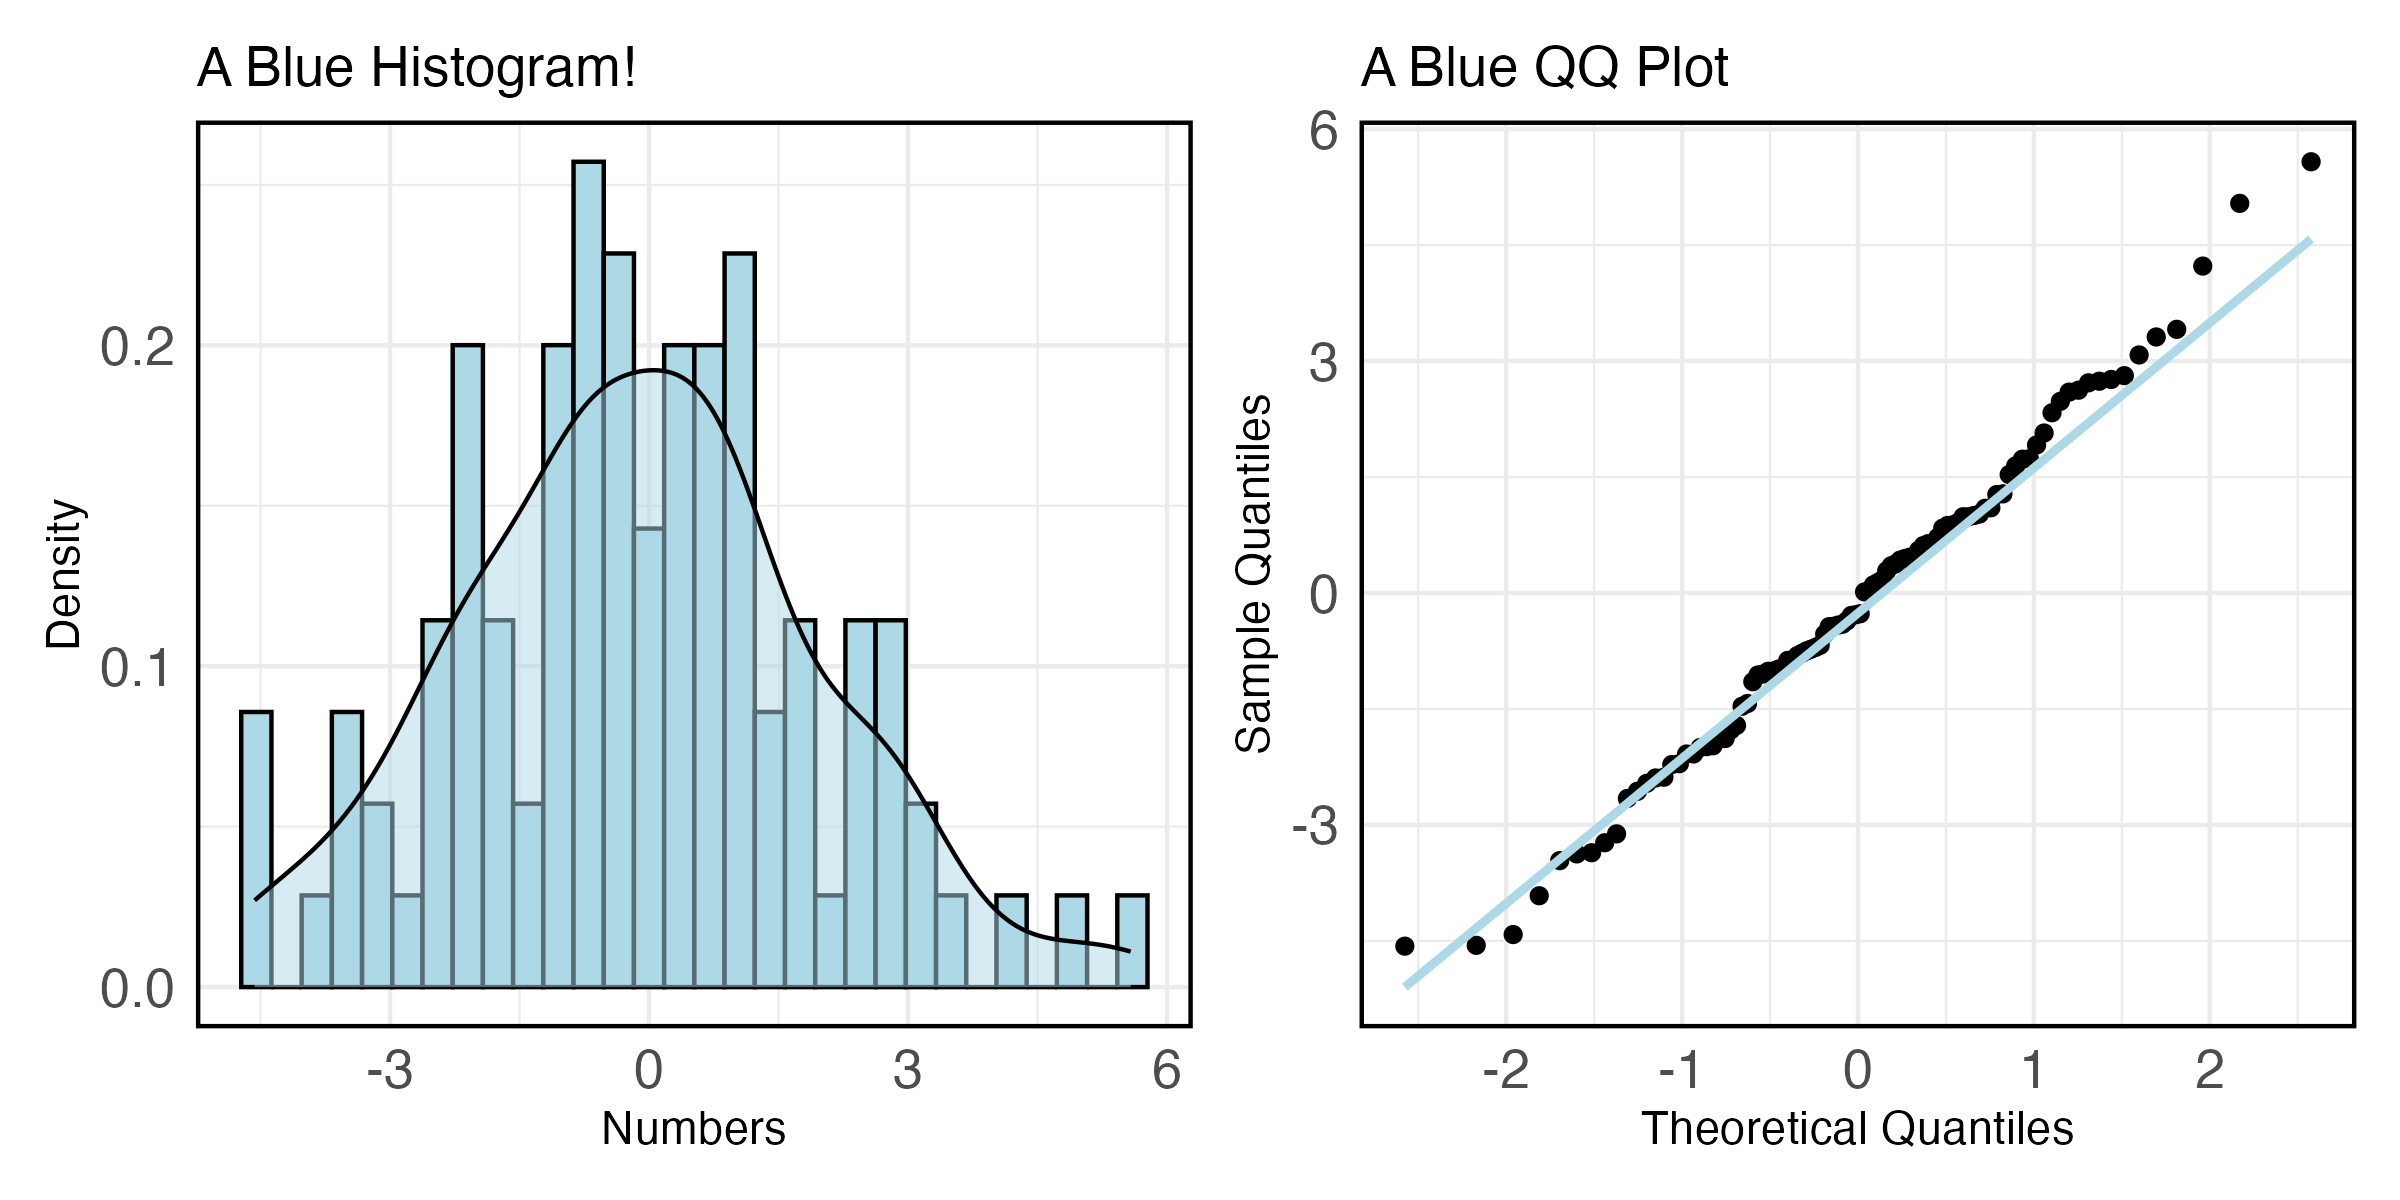 A Blue Histogram!
Density
0.2
0.1
0.0
-3 0 3 6
Numbers
A Blue QQ Plot
Sample Quantiles
6
3
0
-3
-2 -1 0 1 2
Theoretical Quantiles